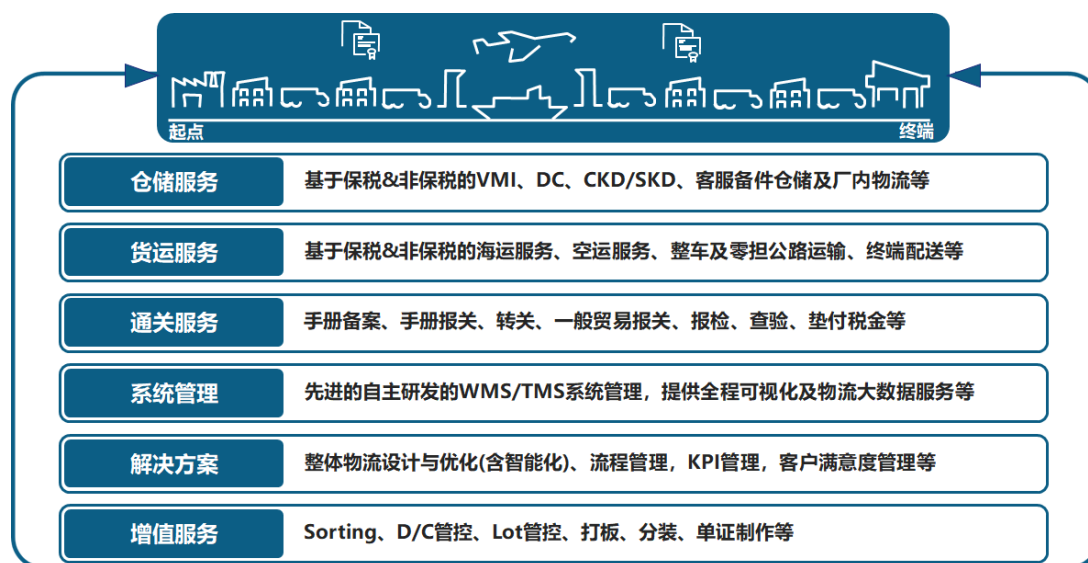 起点
终端
仓储服务
基于保税&非保税的VMI、DC、CKD/SKD、客服备件仓储及厂内物流等
货运服务
基于保税&非保税的海运服务、空运服务、整车及零担公路运输、终端配送等
通关服务
手册备案、手册报关、转关、一般贸易报关、报检、查验、垫付税金等
系统管理
先进的自主研发的WMS/TMS系统管理，提供全程可视化及物流大数据服务等
解决方案
整体物流设计与优化(含智能化)、流程管理，KPI管理，客户满意度管理等
增值服务
Sorting、D/C管控、Lot管控、打板、分装、单证制作等